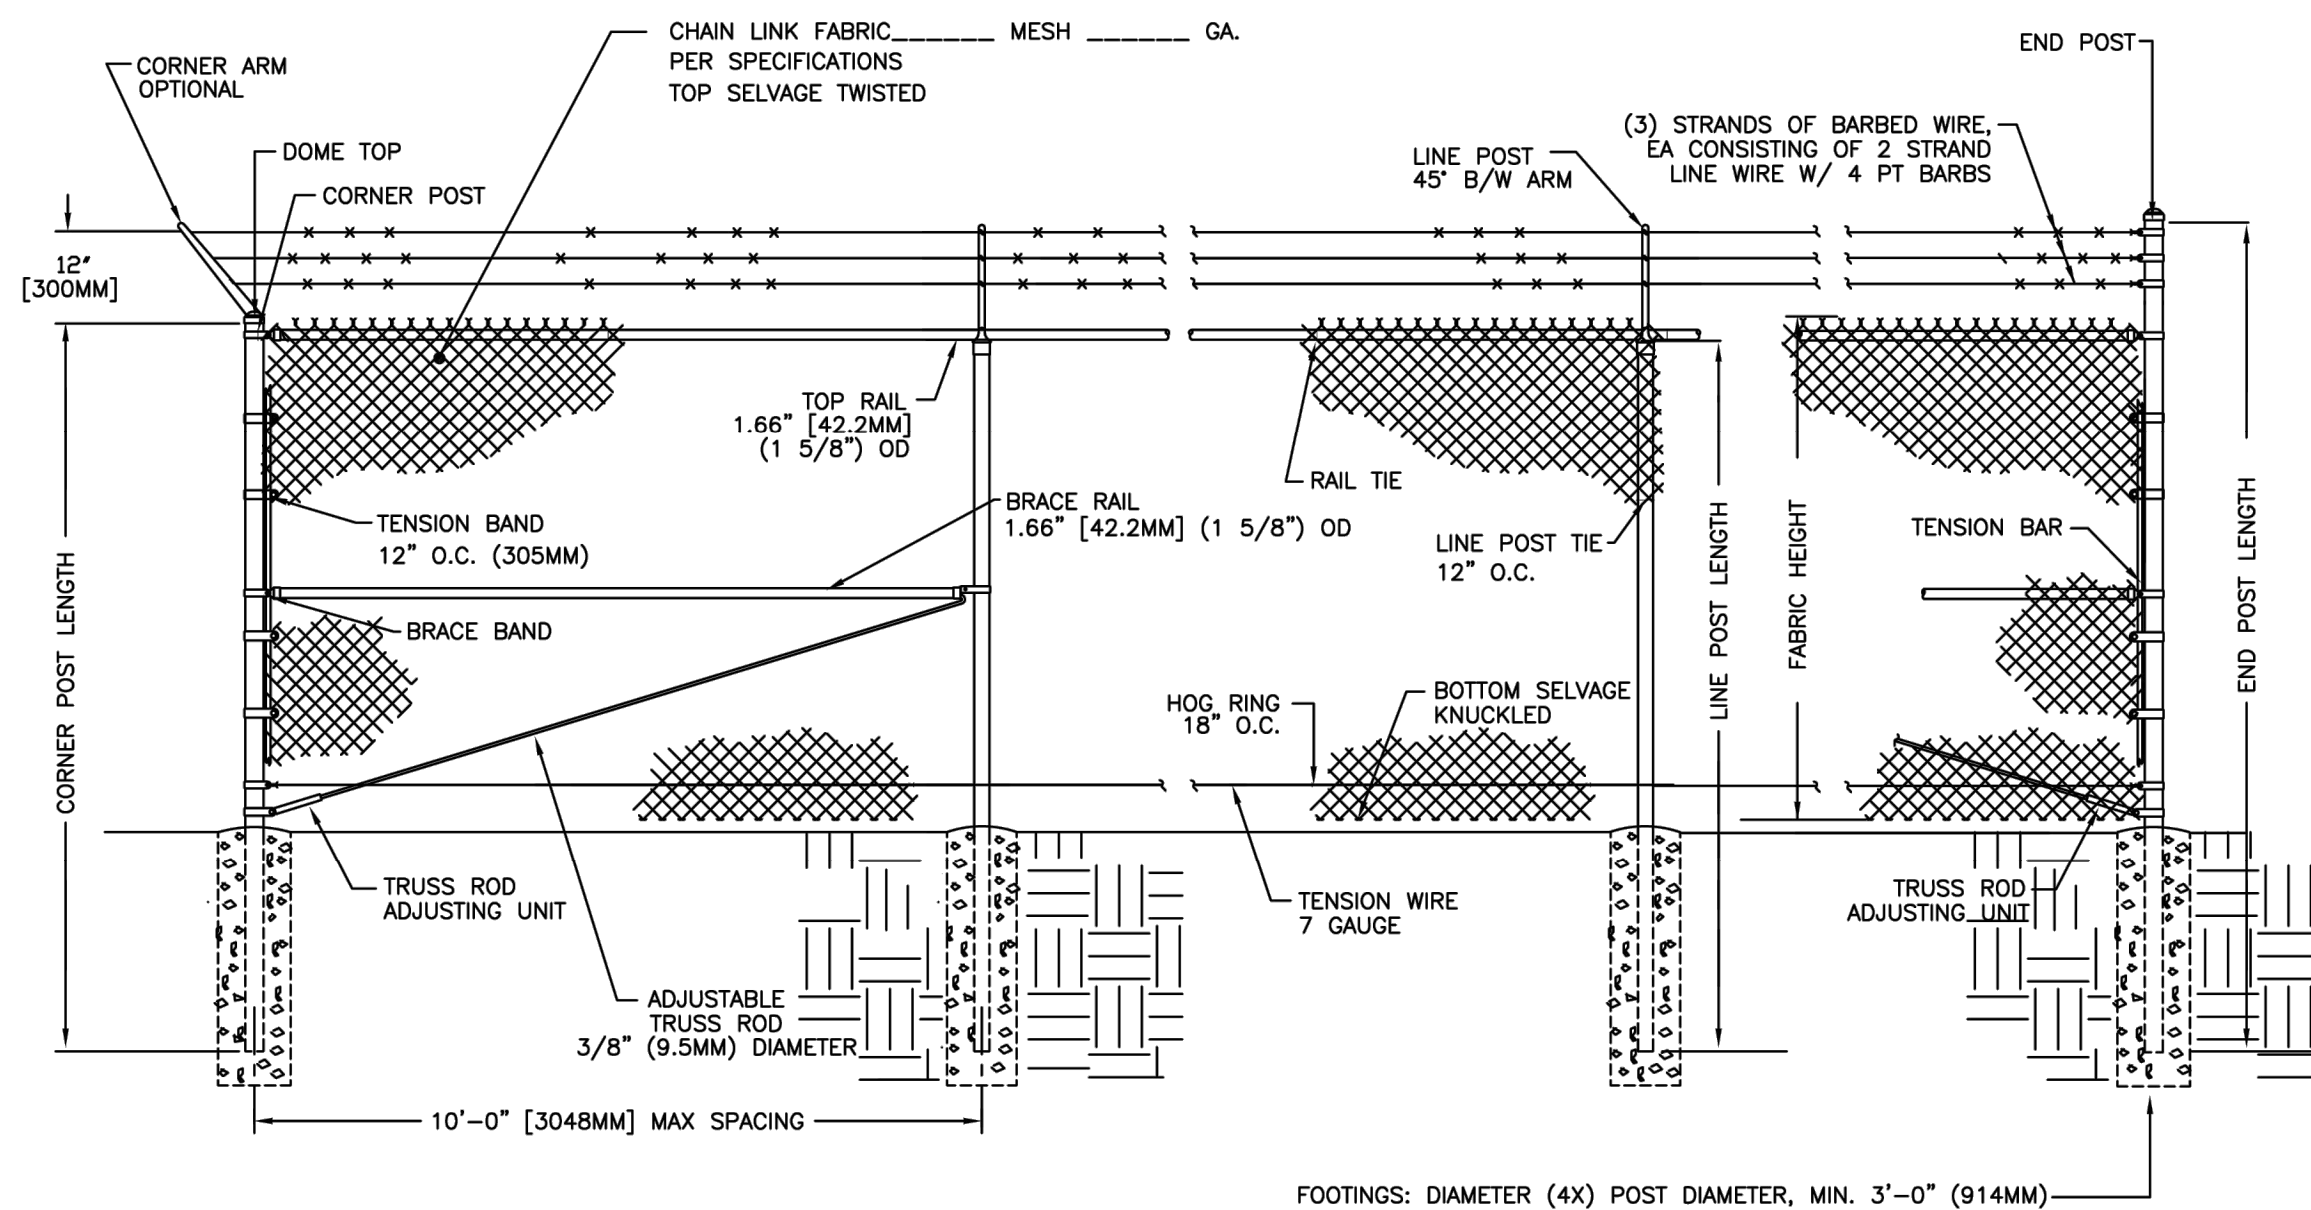 CHAIN LINK FABRIC______ MESH ______ GA.
PER SPECIFICATIONS
TOP SELVAGE TWISTED
END POST
CORNER ARM
OPTIONAL
(3) STRANDS OF BARBED WIRE,
EA CONSISTING OF 2 STRAND
LINE WIRE W/ 4 PT BARBS
DOME TOP
LINE POST
45° B/W ARM
CORNER POST
12"
[300MM]
TOP RAIL
1.66" [42.2MM]
(1 5/8") OD
RAIL TIE
BRACE RAIL
1.66" [42.2MM] (1 5/8") OD
TENSION BAND
12" O.C. (305MM)
LINE POST TIE
12" O.C.
TENSION BAR
CORNER POST LENGTH
LINE POST LENGTH
FABRIC HEIGHT
END POST LENGTH
BRACE BAND
HOG RING
18" O.C.
BOTTOM SELVAGE
KNUCKLED
TRUSS ROD
ADJUSTING UNIT
TENSION WIRE
7 GAUGE
TRUSS ROD
ADJUSTING UNIT
ADJUSTABLE
TRUSS ROD
3/8" (9.5MM) DIAMETER
10'-0" [3048MM] MAX SPACING
FOOTINGS: DIAMETER (4X) POST DIAMETER, MIN. 3'-0" (914MM)